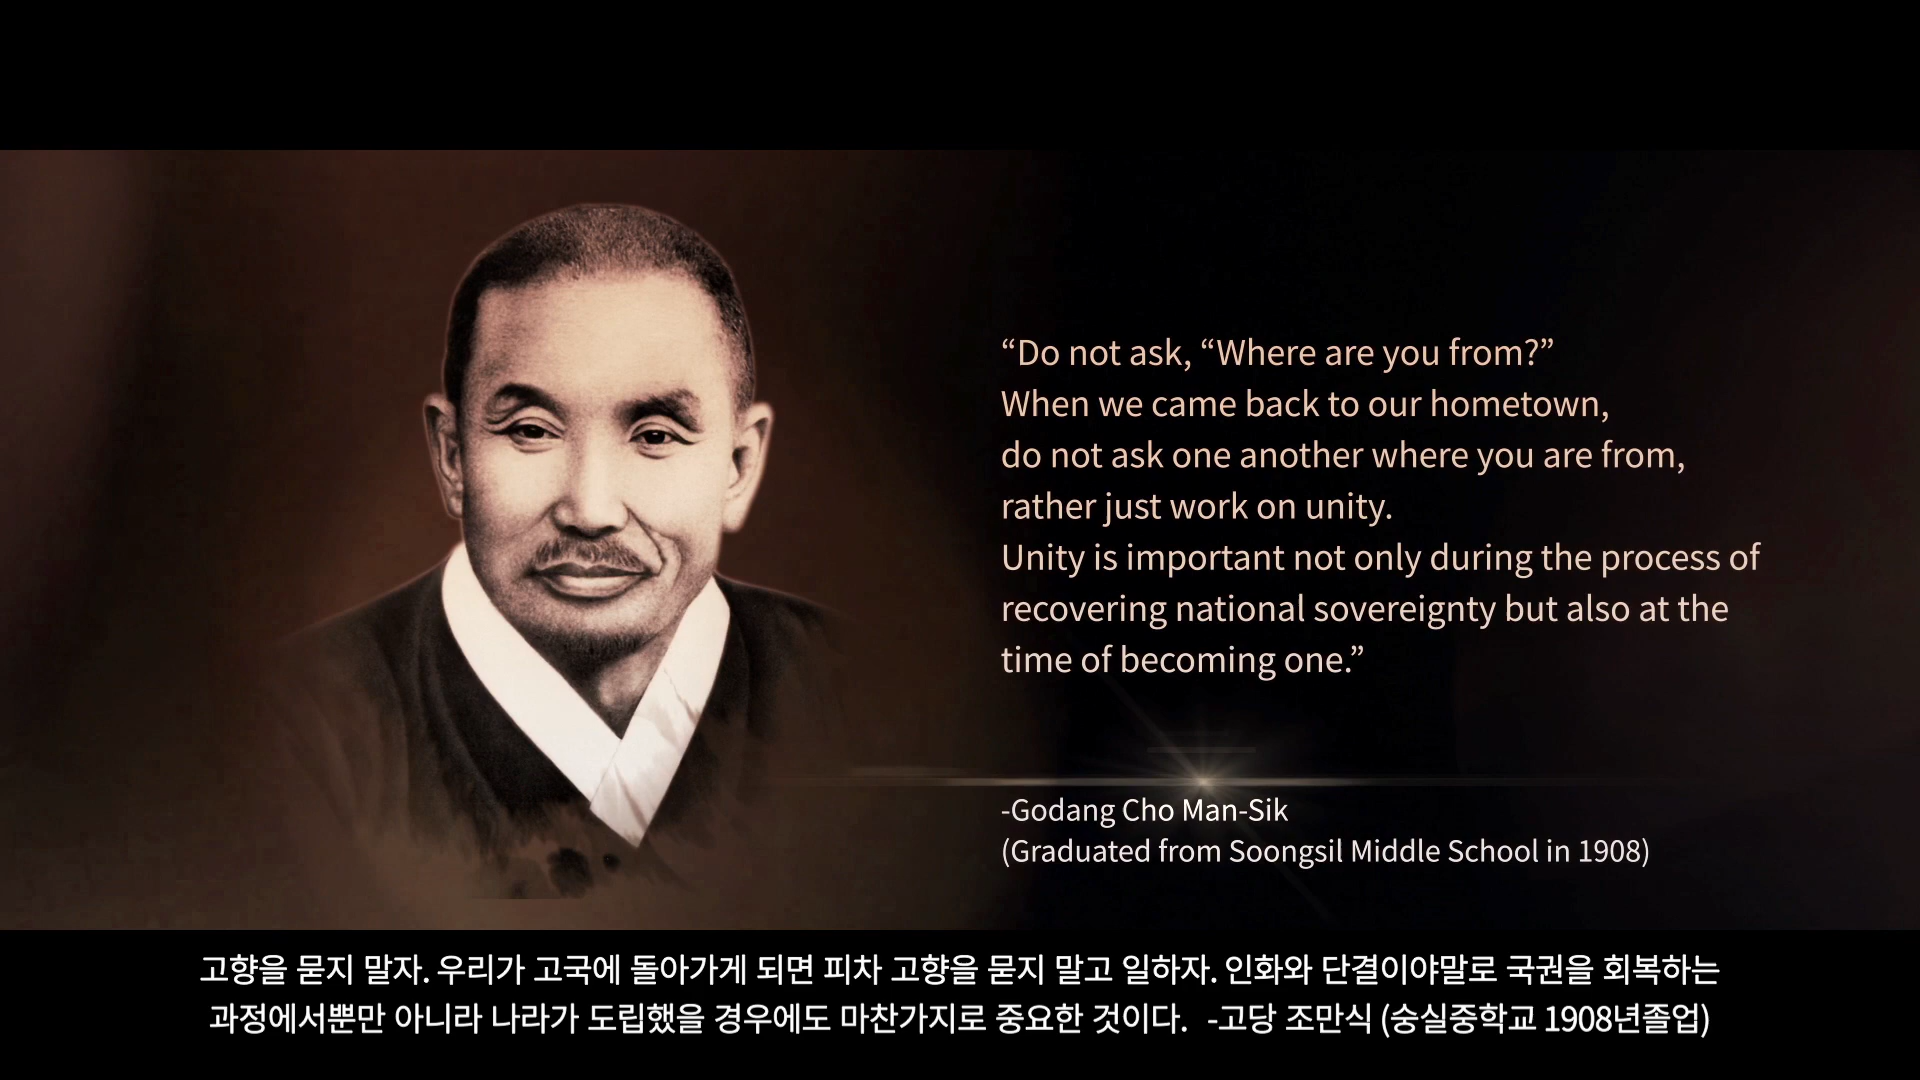 “Do not ask, “Where are you from?”
When we came back to our hometown,
do not ask one another where you are from,
rather just work on unity.
Unity is important not only during the process of
recovering national sovereignty but also at the
time of becoming one.”
-Godang Cho Man-Sik
(Graduated from Soongsil Middle School in 1908)
고향을 묻지 말자. 우리가 고국에 돌아가게 되면 피차 고향을 묻지 말고 일하자. 인화와 단결이야말로 국권을 회복하는
과정에서뿐만 아니라 나라가 도립했을 경우에도 마찬가지로 중요한 것이다. -고당 조만식 (숭실중학교 1908년졸업)